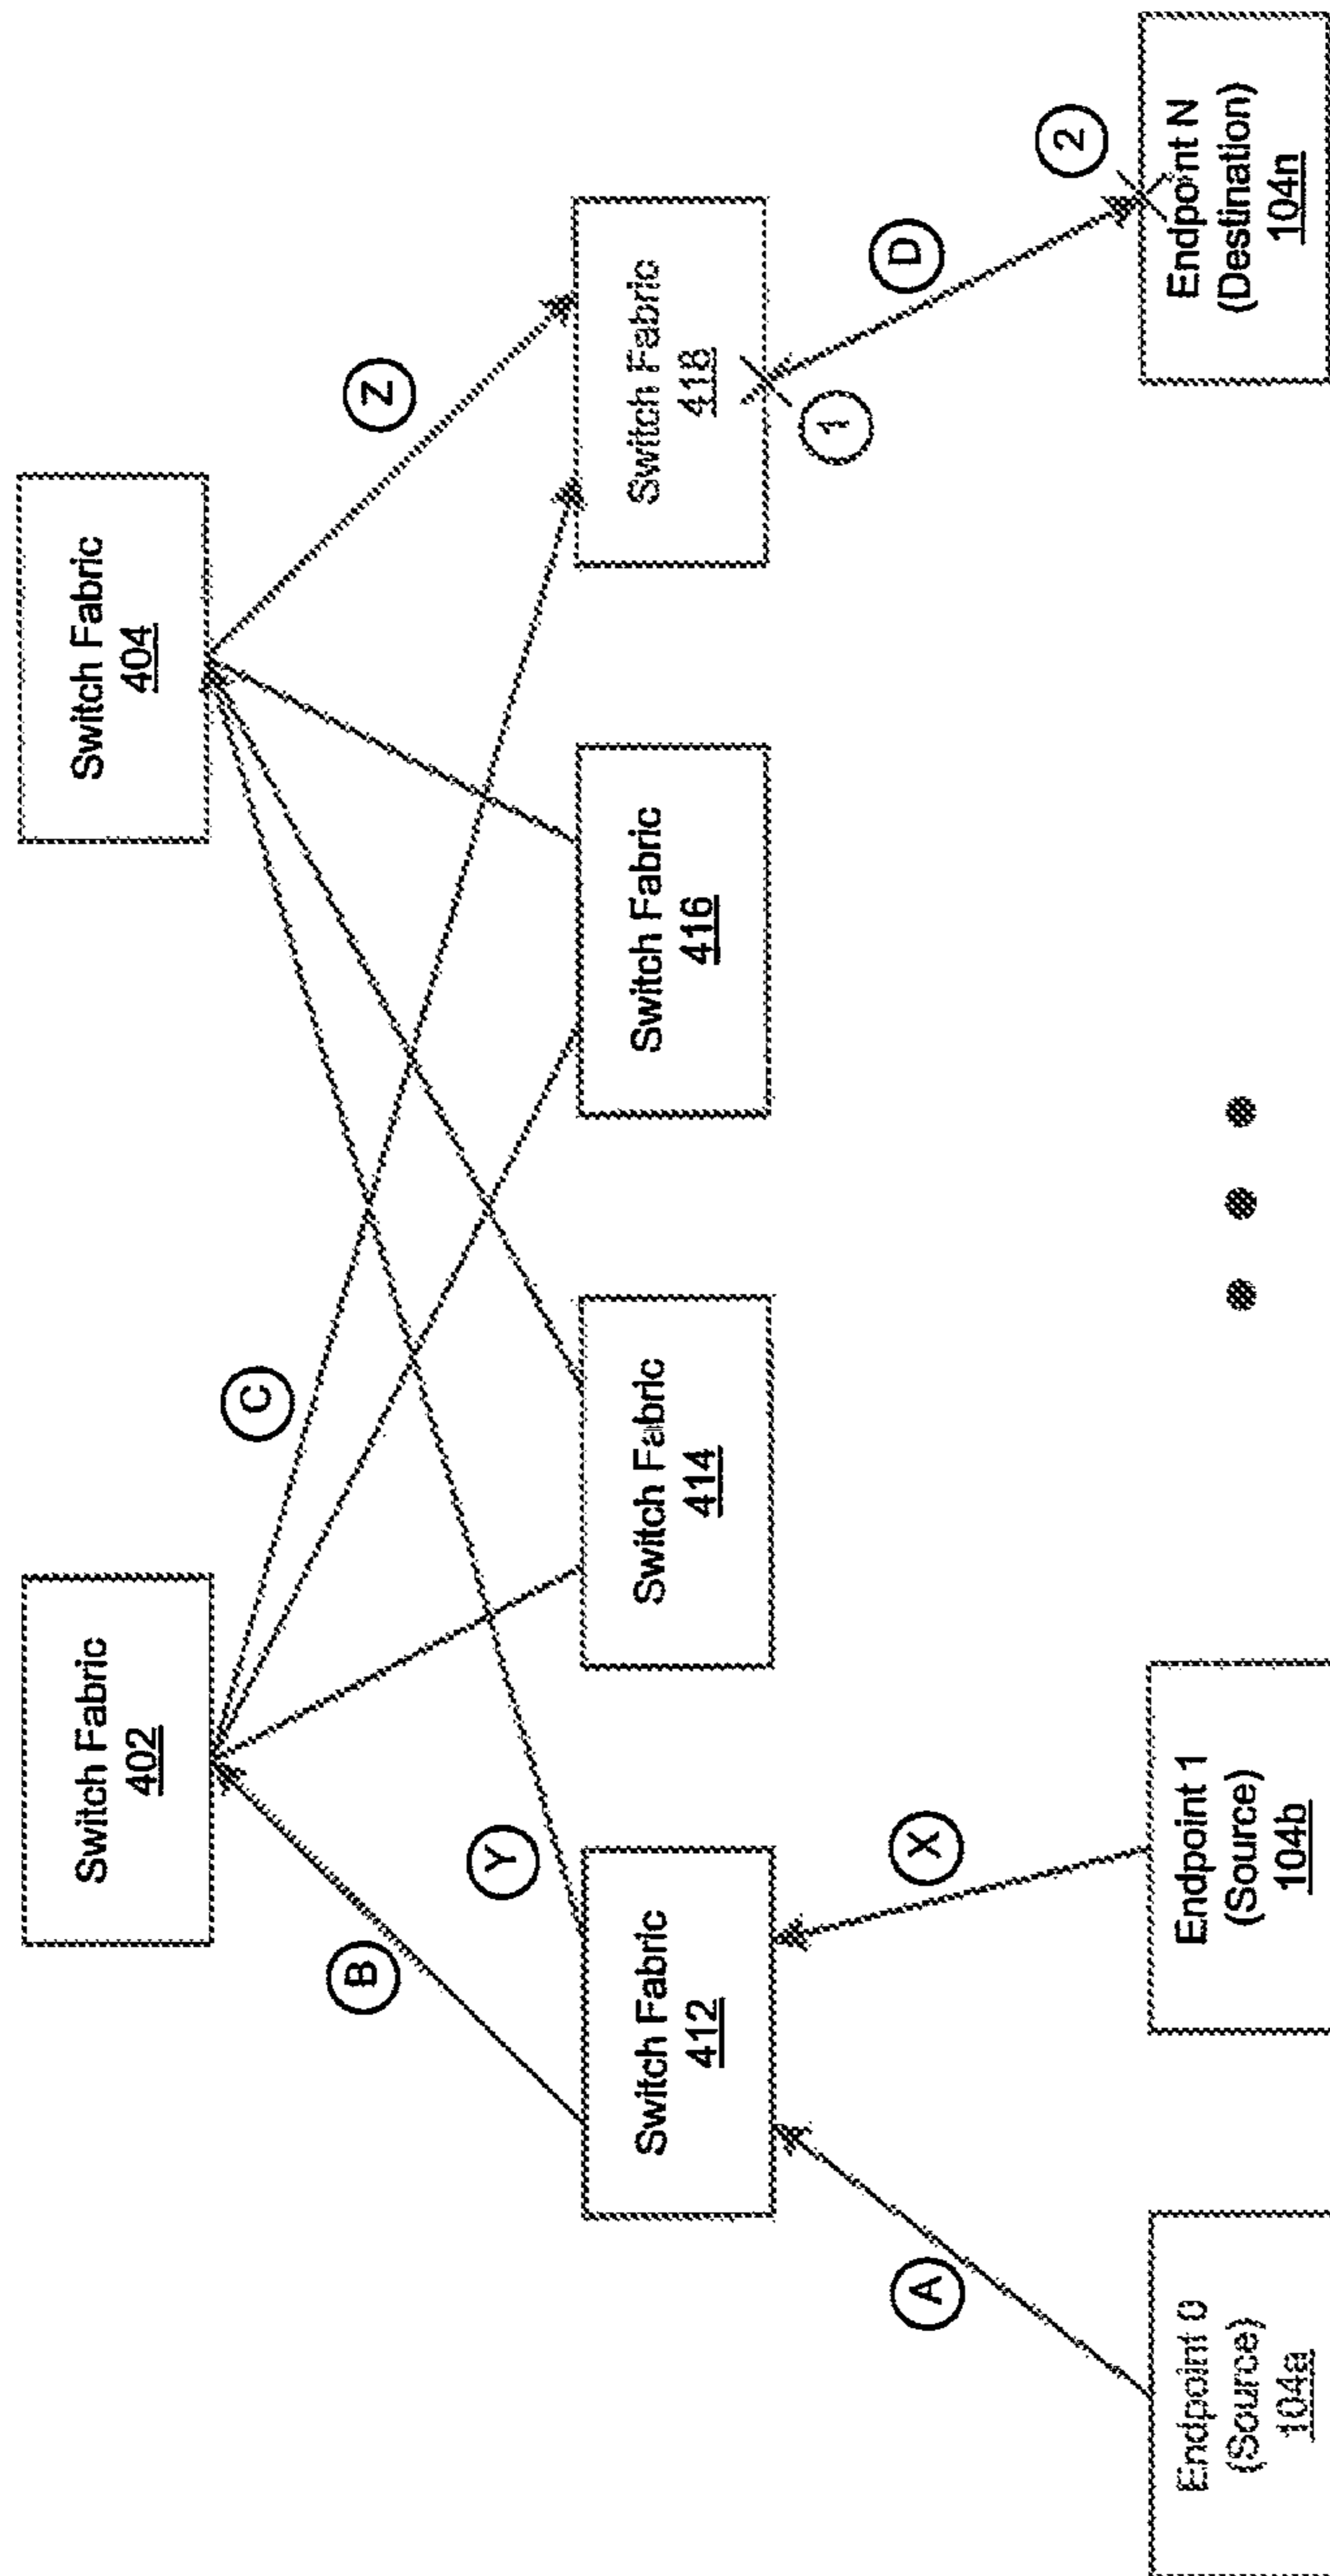 Switch Fabric
402
Switch Fabric
404
C
Z
B
Y
Switch Fabric
412
Switch Fabric
414
Switch Fabric
416
Switch Fabric
418
1
D
2
A
X
Endpoint 0
(Source)
104a
Endpoint 1
(Source)
104b
Endpoint N
(Destination)
104n